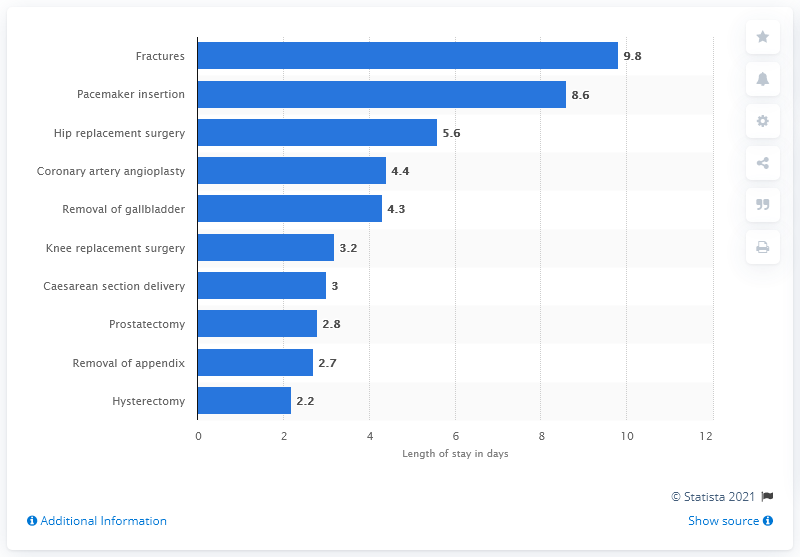 Fractures 9.8
Pacemaker insertion 8.6
Hip replacement surgery 5.6
Coronary artery angioplasty 4.4
Removal of gallbladder 4.3
Knee replacement surgery 3.2
Caesarean section delivery 3
Prostatectomy 2.8
Removal of appendix 2.7
Hysterectomy 2.2
0 2 4 6 8 10 12
Length of stay in days
© Statista 2021
Additional Information Show source